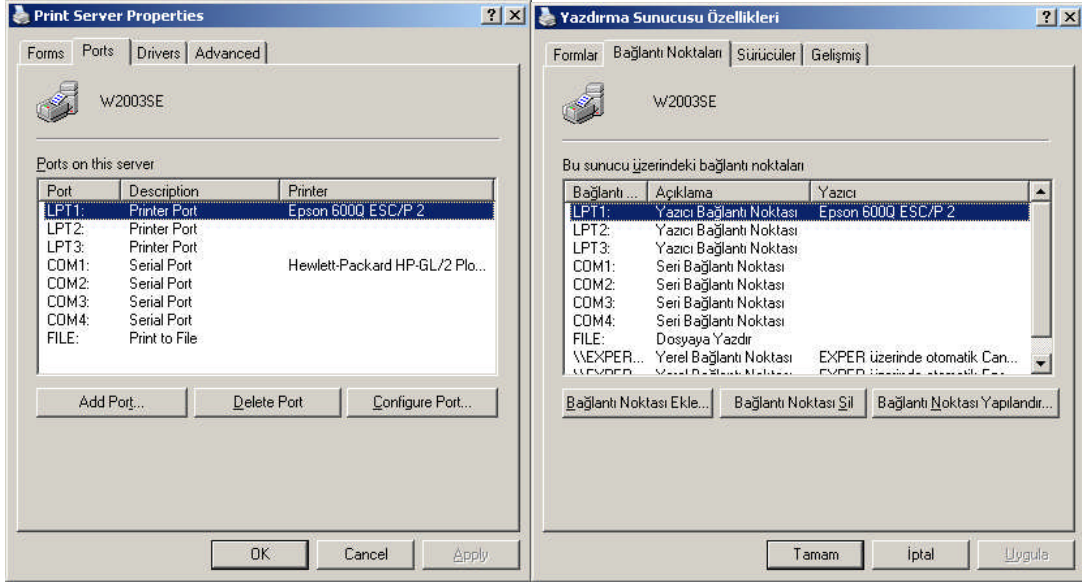 Print Server Properties
Forms Ports Drivers Advanced
W2003SE
Ports on this server
Port Description Printer
LPT1: Printer Port Epson 600Q ESC/P 2
LPT2: Printer Port
LPT3: Printer Port
COM1: Serial Port Hewlett-Packard HP-GL/2 Plo...
COM2: Serial Port
COM3: Serial Port
COM4: Serial Port
FILE: Print to File
Add Port... Delete Port Configure Port...
OK Cancel Apply
Yazdırma Sunucusu Özellikleri
Formlar Bağlantı Noktaları Sürücüler Gelişmiş
W2003SE
Bu sunucu üzerindeki bağlantı noktaları
Bağlantı ... Açıklama Yazıcı
LPT1: Yazıcı Bağlantı Noktası Epson 600Q ESC/P 2
LPT2: Yazıcı Bağlantı Noktası
LPT3: Yazıcı Bağlantı Noktası
COM1: Seri Bağlantı Noktası
COM2: Seri Bağlantı Noktası
COM3: Seri Bağlantı Noktası
COM4: Seri Bağlantı Noktası
FILE: Dosyaya Yazdır
\\EXPER... Yerel Bağlantı Noktası EXPER üzerinde otomatik Can...
Bağlantı Noktası Ekle... Bağlantı Noktası Sil Bağlantı Noktası Yapılandır...
Tamam İptal Uygula